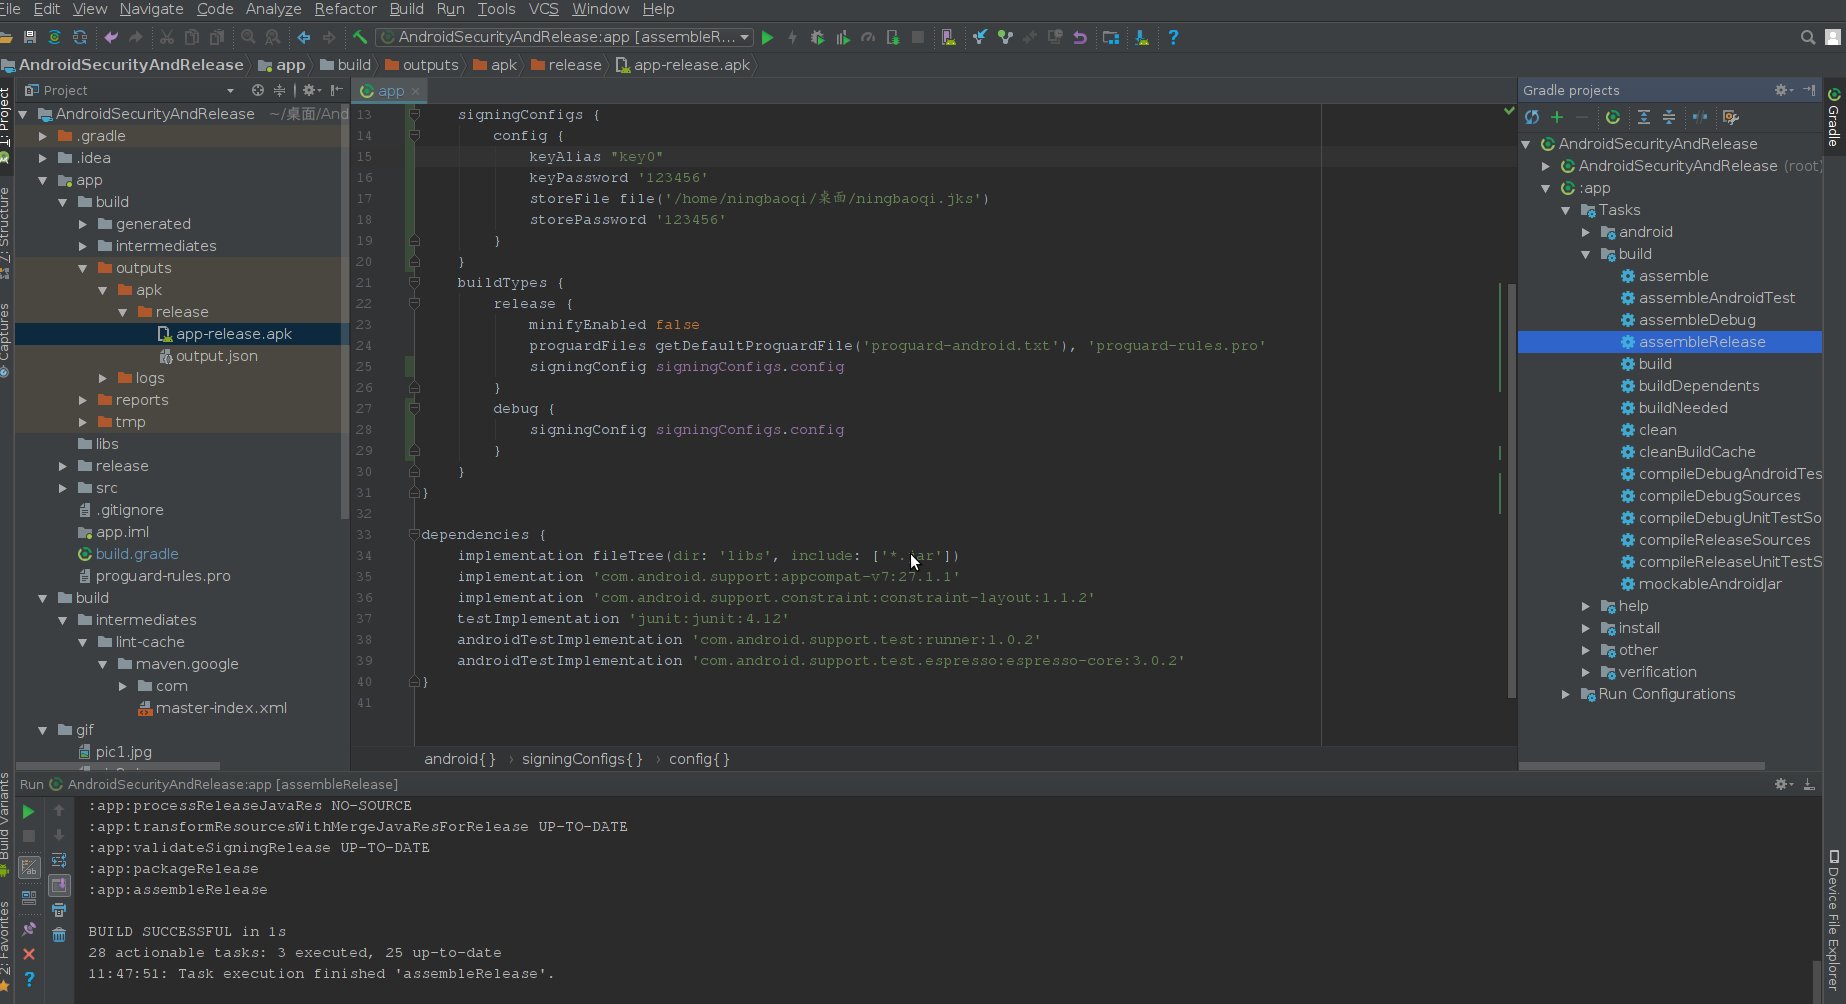 File Edit View Navigate Code Analyze Refactor Build Run Tools VCS Window Help
AndroidSecurityAndRelease:app [assembleR...
AndroidSecurityAndRelease app build outputs apk release app-release.apk
1: Project
7: Structure
Captures
Build Variants
2: Favorites
Project
AndroidSecurityAndRelease ~/桌面/And
.gradle
.idea
app
build
generated
intermediates
outputs
apk
release
app-release.apk
output.json
logs
reports
tmp
libs
release
src
.gitignore
app.iml
build.gradle
proguard-rules.pro
build
intermediates
lint-cache
maven.google
com
master-index.xml
gif
pic1.jpg
app
13 signingConfigs {
14 config {
15 keyAlias "key0"
16 keyPassword '123456'
17 storeFile file('/home/ningbaoqi/桌面/ningbaoqi.jks')
18 storePassword '123456'
19 }
20 }
21 buildTypes {
22 release {
23 minifyEnabled false
24 proguardFiles getDefaultProguardFile('proguard-android.txt'), 'proguard-rules.pro'
25 signingConfig signingConfigs.config
26 }
27 debug {
28 signingConfig signingConfigs.config
29 }
30 }
31 }
32
33 dependencies {
34 implementation fileTree(dir: 'libs', include: ['*.jar'])
35 implementation 'com.android.support:appcompat-v7:27.1.1'
36 implementation 'com.android.support.constraint:constraint-layout:1.1.2'
37 testImplementation 'junit:junit:4.12'
38 androidTestImplementation 'com.android.support.test:runner:1.0.2'
39 androidTestImplementation 'com.android.support.test.espresso:espresso-core:3.0.2'
40 }
41
android{} › signingConfigs{} › config{}
Gradle projects
AndroidSecurityAndRelease
AndroidSecurityAndRelease (root)
:app
Tasks
android
build
assemble
assembleAndroidTest
assembleDebug
assembleRelease
build
buildDependents
buildNeeded
clean
cleanBuildCache
compileDebugAndroidTes
compileDebugSources
compileDebugUnitTestSo
compileReleaseSources
compileReleaseUnitTestS
mockableAndroidJar
help
install
other
verification
Run Configurations
Gradle
Device File Explorer
Run AndroidSecurityAndRelease:app [assembleRelease]
:app:processReleaseJavaRes NO-SOURCE
:app:transformResourcesWithMergeJavaResForRelease UP-TO-DATE
:app:validateSigningRelease UP-TO-DATE
:app:packageRelease
:app:assembleRelease
BUILD SUCCESSFUL in 1s
28 actionable tasks: 3 executed, 25 up-to-date
11:47:51: Task execution finished 'assembleRelease'.